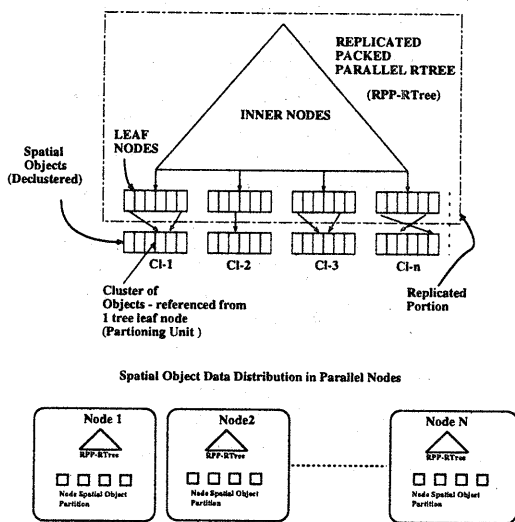 REPLICATED
PACKED
PARALLEL RTREE
(RPP-RTree)
INNER NODES
Spatial
Objects
(Declustered)
LEAF
NODES
Cl-1
Cl-2
Cl-3
Cl-n
Cluster of
Objects - referenced from
1 tree leaf node
(Partioning Unit )
Replicated
Portion
Spatial Object Data Distribution in Parallel Nodes
Node 1
RPP-RTree
Node Spatial Object
Partition
Node2
RPP-RTree
Node Spatial Object
Partition
Node N
RPP-RTree
Node Spatial Object
Partition